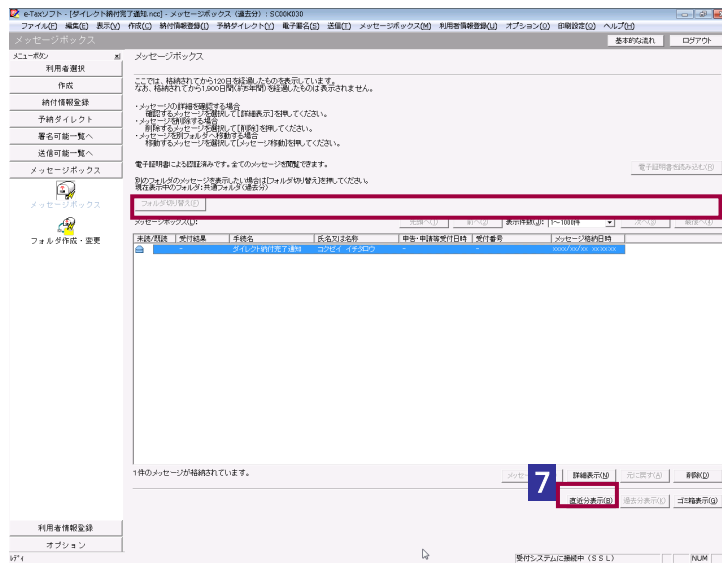 e-Taxソフト - [ダイレクト納付完了通知.ncc] - メッセージボックス(過去分):SC00K030
ファイル(F) 編集(E) 表示(V) 作成(C) 納付情報登録(I) 予納ダイレクト(Y) 電子署名(S) 送信(T) メッセージボックス(M) 利用者情報登録(U) オプション(O) 印刷設定(O) ヘルプ(H)
メッセージボックス 基本的な流れ ログアウト
メニューボタン
利用者選択
作成
納付情報登録
予納ダイレクト
署名可能一覧へ
送信可能一覧へ
メッセージボックス
メッセージボックス
フォルダ作成・変更
利用者情報登録
オプション
メッセージボックス
ここでは、格納されてから120日を経過したものを表示しています。
なお、格納されてから1,900日間(約5年間)を経過したものは表示されません。
・メッセージの詳細を確認する場合
確認するメッセージを選択して[詳細表示]を押してください。
・メッセージを削除する場合
削除するメッセージを選択して[削除]を押してください。
・メッセージを別フォルダへ移動する場合
移動するメッセージを選択して[メッセージ移動]を押してください。
電子証明書による認証済みです。全てのメッセージを閲覧できます。
電子証明書を読み込む(R)
別のフォルダのメッセージを表示したい場合は[フォルダ切り替え]を押してください。
現在表示中のフォルダ:共通フォルダ(過去分)
フォルダ切り替え(F)
メッセージボックス(L): 表示件数(J): 1~100件
未読/既読 受付結果 手続名 氏名又は名称 申告・申請等受付日時 受付番号 メッセージ格納日時
- ダイレクト納付完了通知 コクゼイ イチタロウ - - xxxx/xx/xx xx:xx:xx
1件のメッセージが格納されています。
7
詳細表示(N) 元に戻す(A) 削除(D)
直近分表示(B) 過去分表示(K) ゴミ箱表示(G)
ﾚﾃﾞｨ 受付システムに接続中(SSL) NUM